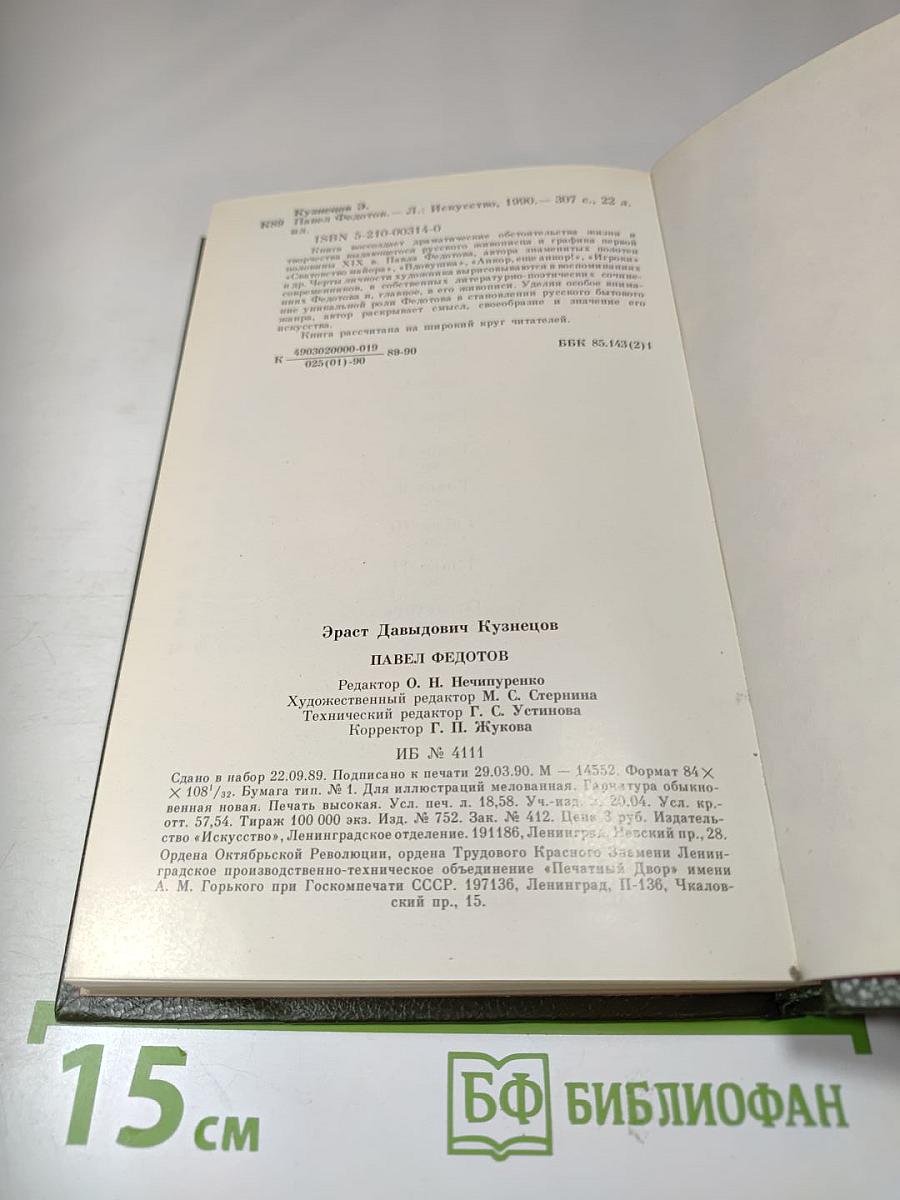 Кузнецов Э.
К89 Павел Федотов.— Л.: Искусство, 1990.— 307 с., 22 л.
ил.
ISBN 5-210-00314-0
Книга воссоздает драматические обстоятельства жизни и
творчества выдающегося русского живописца и графика первой
половины XIX в. Павла Федотова, автора знаменитых полотен
«Сватовство майора», «Вдовушка», «Анкор, еще анкор!», «Игроки»
и др. Черты личности художника вырисовываются в воспоминаниях
современников, в собственных литературно-поэтических сочине-
ниях Федотова и, главное, в его живописи. Уделяя особое внима-
ние уникальной роли Федотова в становлении русского бытового
жанра, автор раскрывает смысл, своеобразие и значение его
искусства.
Книга рассчитана на широкий круг читателей.
К 4903020000-019 89-90
025(01)-90
ББК 85.143(2)1
Эраст Давыдович Кузнецов
ПАВЕЛ ФЕДОТОВ
Редактор О. Н. Нечипуренко
Художественный редактор М. С. Стернина
Технический редактор Г. С. Устинова
Корректор Г. П. Жукова
ИБ № 4111
Сдано в набор 22.09.89. Подписано к печати 29.03.90. М — 14552. Формат 84×
×108¹/₃₂. Бумага тип. № 1. Для иллюстраций мелованная. Гарнитура обыкно-
венная новая. Печать высокая. Усл. печ. л. 18,58. Уч.-изд. л. 20,04. Усл. кр.-
отт. 57,54. Тираж 100 000 экз. Изд. № 752. Зак. № 412. Цена 3 руб. Издатель-
ство «Искусство», Ленинградское отделение. 191186, Ленинград, Невский пр., 28.
Ордена Октябрьской Революции, ордена Трудового Красного Знамени Ленин-
градское производственно-техническое объединение «Печатный Двор» имени
А. М. Горького при Госкомпечати СССР. 197136, Ленинград, П-136, Чкалов-
ский пр., 15.
15 см
БФ БИБЛИОФАН